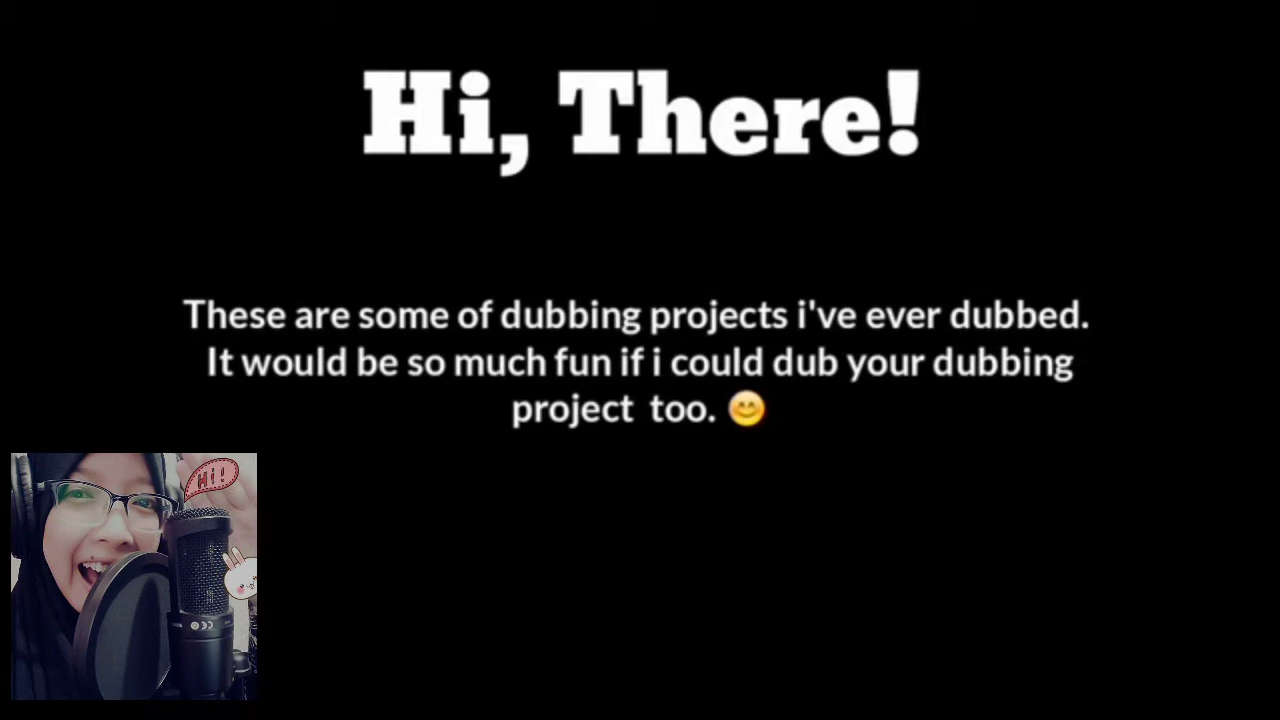 Hi, There!
These are some of dubbing projects i've ever dubbed.
It would be so much fun if i could dub your dubbing
project too. 😊
Hi!